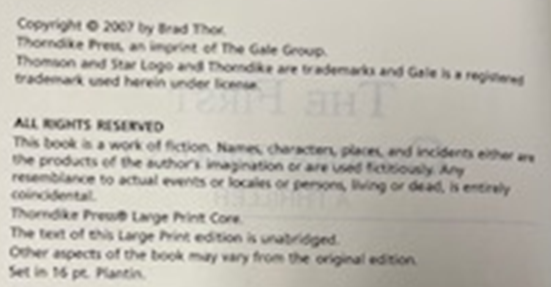 Copyright © 2007 by Brad Thor.
Thorndike Press, an imprint of The Gale Group.
Thomson and Star Logo and Thorndike are trademarks and Gale is a registered
trademark used herein under license.
ALL RIGHTS RESERVED
This book is a work of fiction. Names, characters, places, and incidents either are
the products of the author's imagination or are used fictitiously. Any
resemblance to actual events or locales or persons, living or dead, is entirely
coincidental.
Thorndike Press® Large Print Core.
The text of this Large Print edition is unabridged.
Other aspects of the book may vary from the original edition.
Set in 16 pt. Plantin.
THE FIRST
A THRILLER